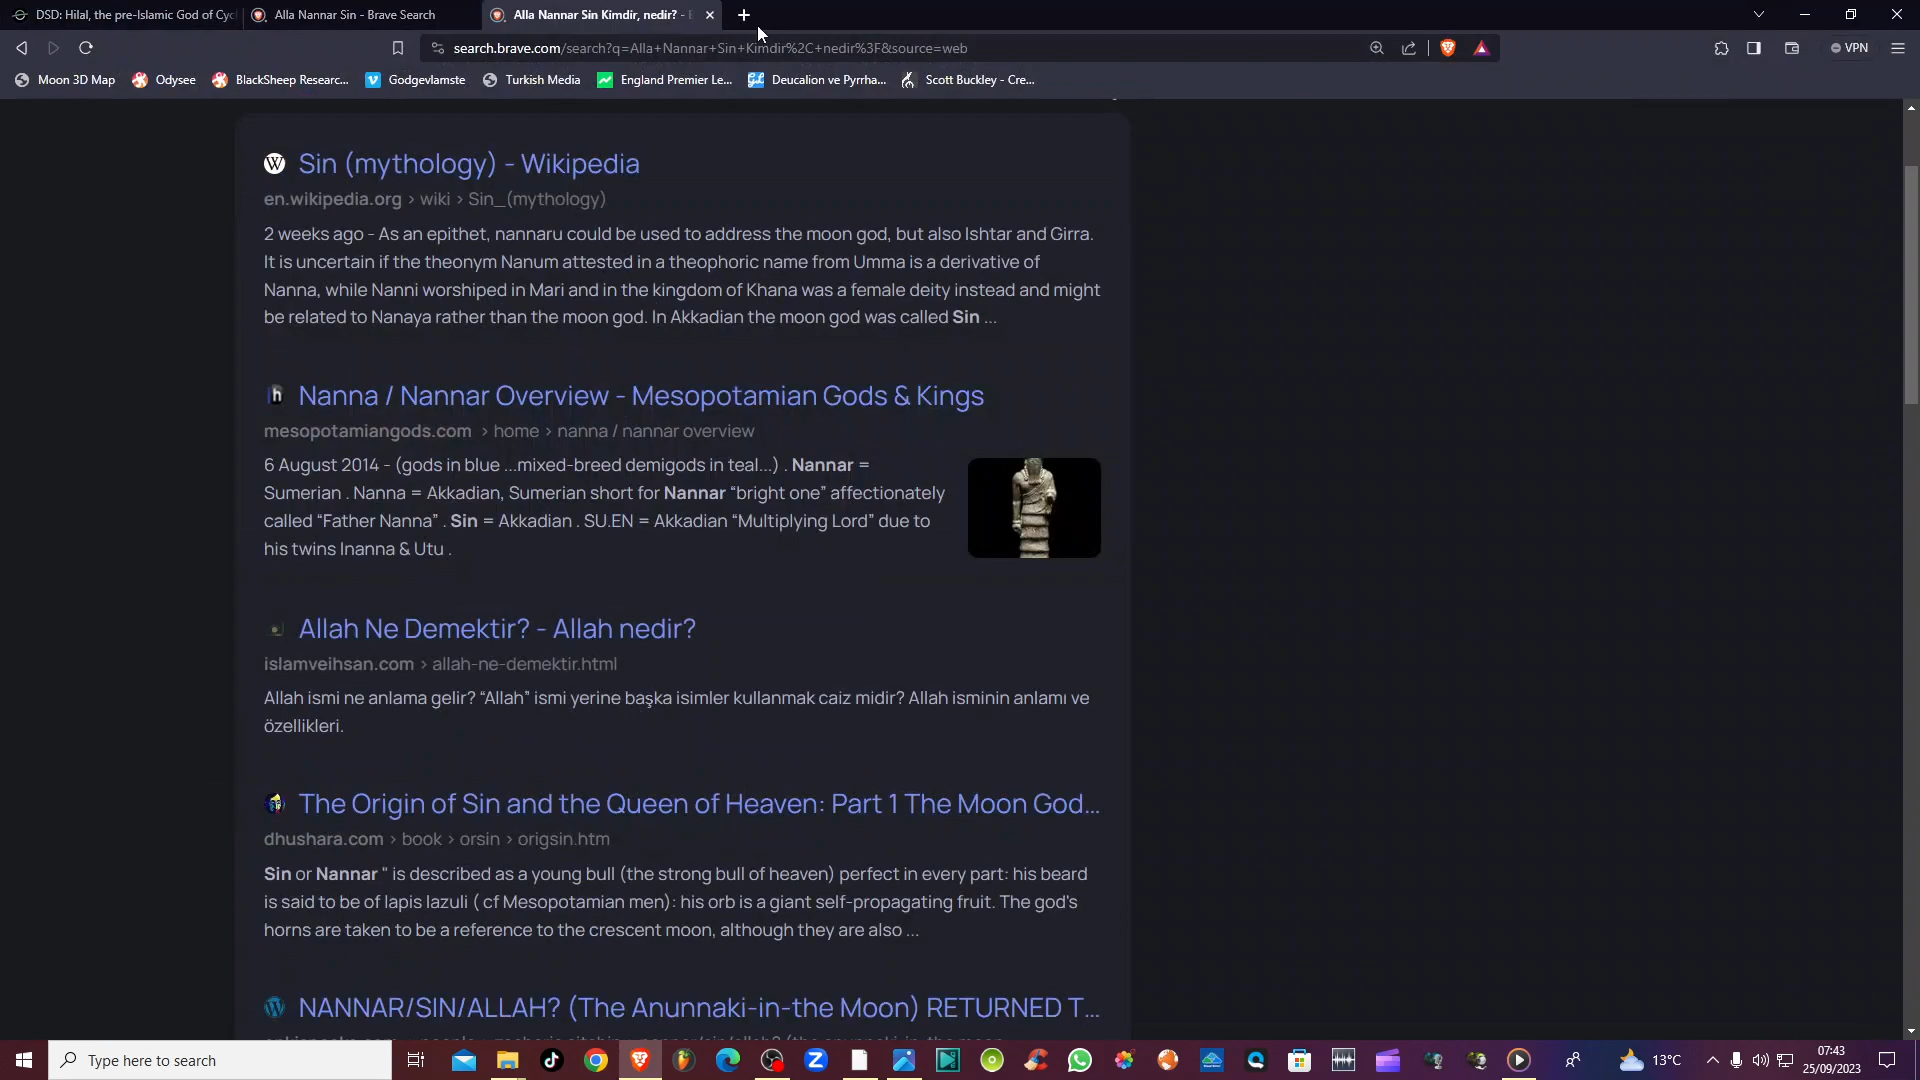 DSD: Hilal, the pre-Islamic God of Cyc
Alla Nannar Sin - Brave Search
Alla Nannar Sin Kimdir, nedir? -
search.brave.com/search?q=Alla+Nannar+Sin+Kimdir%2C+nedir%3F&source=web
VPN
Moon 3D Map
Odysee
BlackSheep Researc...
Godgevlamste
Turkish Media
England Premier Le...
Deucalion ve Pyrrha...
Scott Buckley - Cre...
Sin (mythology) - Wikipedia
en.wikipedia.org › wiki › Sin_(mythology)
2 weeks ago - As an epithet, nannaru could be used to address the moon god, but also Ishtar and Girra.
It is uncertain if the theonym Nanum attested in a theophoric name from Umma is a derivative of
Nanna, while Nanni worshiped in Mari and in the kingdom of Khana was a female deity instead and might
be related to Nanaya rather than the moon god. In Akkadian the moon god was called Sin ...
Nanna / Nannar Overview - Mesopotamian Gods & Kings
mesopotamiangods.com › home › nanna / nannar overview
6 August 2014 - (gods in blue ...mixed-breed demigods in teal...) . Nannar =
Sumerian . Nanna = Akkadian, Sumerian short for Nannar “bright one” affectionately
called “Father Nanna” . Sin = Akkadian . SU.EN = Akkadian “Multiplying Lord” due to
his twins Inanna & Utu .
Allah Ne Demektir? - Allah nedir?
islamveihsan.com › allah-ne-demektir.html
Allah ismi ne anlama gelir? “Allah” ismi yerine başka isimler kullanmak caiz midir? Allah isminin anlamı ve
özellikleri.
The Origin of Sin and the Queen of Heaven: Part 1 The Moon God...
dhushara.com › book › orsin › origsin.htm
Sin or Nannar " is described as a young bull (the strong bull of heaven) perfect in every part: his beard
is said to be of lapis lazuli ( cf Mesopotamian men): his orb is a giant self-propagating fruit. The god's
horns are taken to be a reference to the crescent moon, although they are also ...
NANNAR/SIN/ALLAH? (The Anunnaki-in-the Moon) RETURNED T...
Type here to search
13°C
07:43
25/09/2023